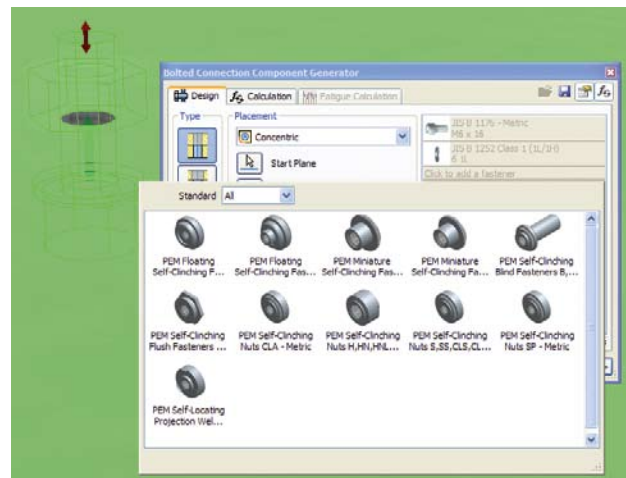 Bolted Connection Component Generator
Design
Calculation
Fatigue Calculation
Type
Placement
Concentric
Start Plane
JIS B 1176 - Metric
M6 x 16
JIS B 1252 Class 1 (1L/1H)
6 1L
Click to add a fastener
Standard All
PEM Floating Self-Clinching F...
PEM Floating Self-Clinching Fas...
PEM Miniature Self-Clinching Fas...
PEM Miniature Self-Clinching Fa...
PEM Self-Clinching Blind Fasteners B,...
PEM Self-Clinching Flush Fasteners ...
PEM Self-Clinching Nuts CLA - Metric
PEM Self-Clinching Nuts H,HN,HNL...
PEM Self-Clinching Nuts S,SS,CLS,CL...
PEM Self-Clinching Nuts SP - Metric
PEM Self-Locating Projection Wel...